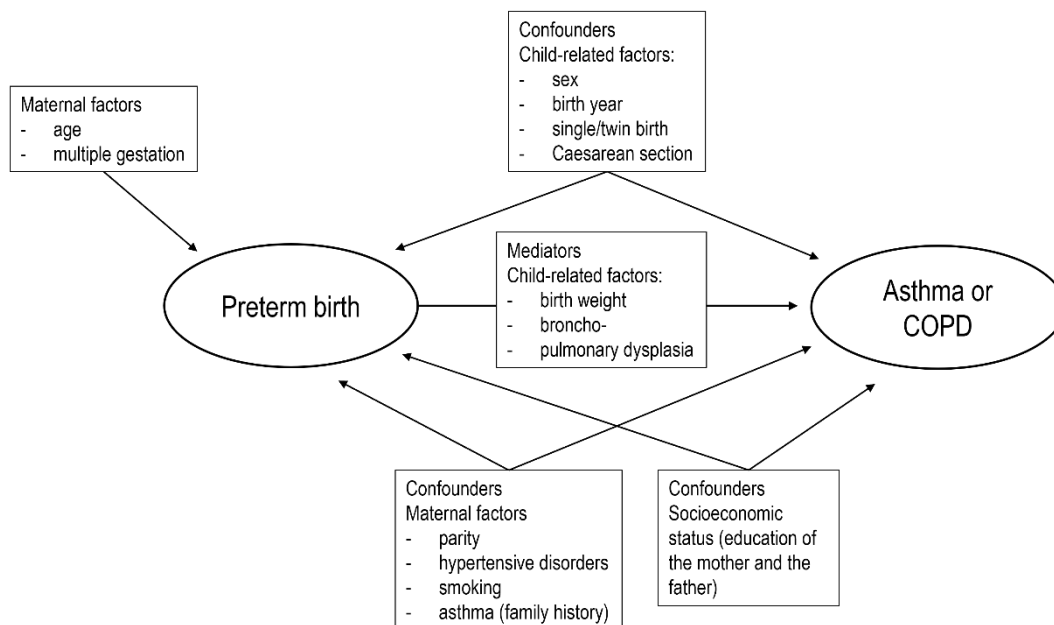 Confounders
Child-related factors:
- sex
- birth year
- single/twin birth
- Caesarean section
Maternal factors
- age
- multiple gestation
Preterm birth
Mediators
Child-related factors:
- birth weight
- broncho-
- pulmonary dysplasia
Asthma or
COPD
Confounders
Maternal factors
- parity
- hypertensive disorders
- smoking
- asthma (family history)
Confounders
Socioeconomic
status (education of
the mother and the
father)